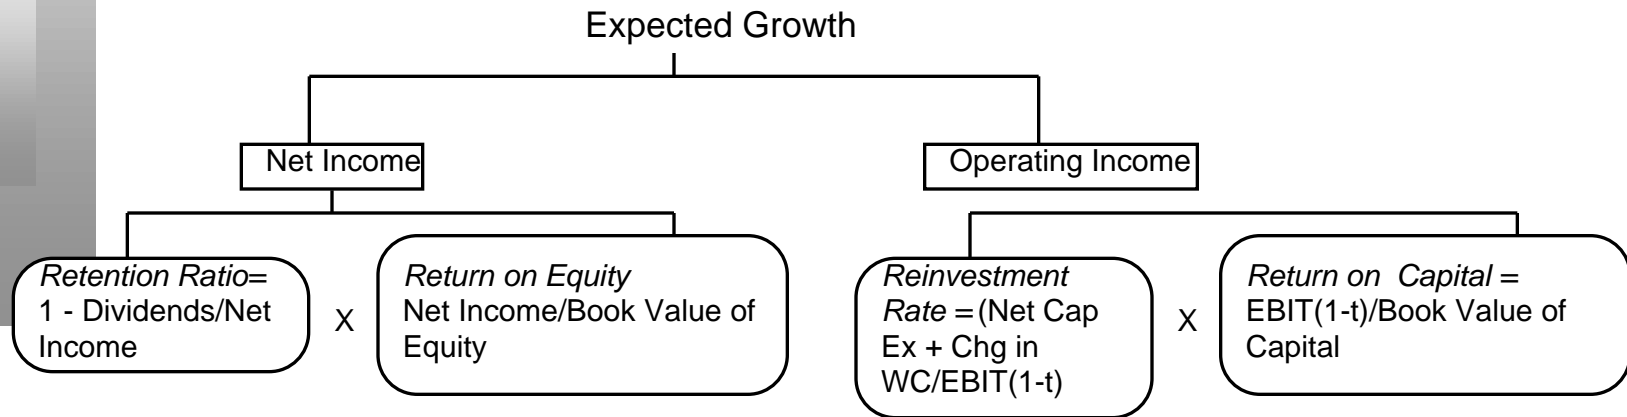 Expected Growth
Net Income
Operating Income
Retention Ratio=
1 - Dividends/Net
Income
X
Return on Equity
Net Income/Book Value of
Equity
Reinvestment
Rate = (Net Cap
Ex + Chg in
WC/EBIT(1-t)
X
Return on Capital =
EBIT(1-t)/Book Value of
Capital